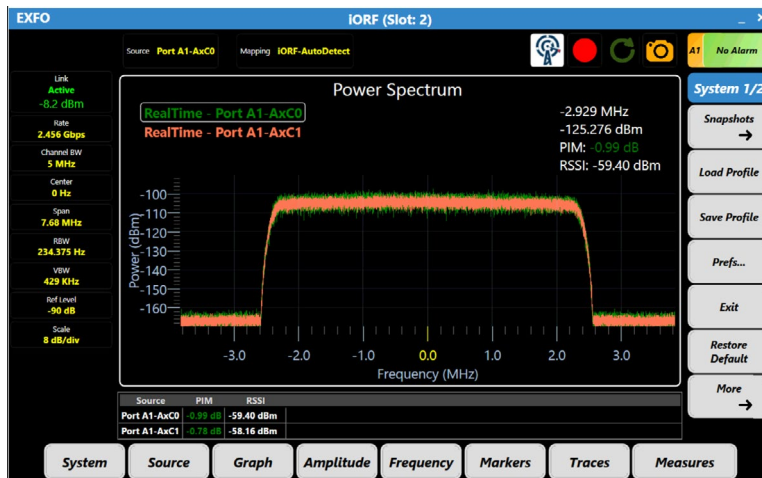 EXFO
iORF (Slot: 2)
Source Port A1-AxC0
Mapping iORF-AutoDetect
A1 No Alarm
Link
Active
-8.2 dBm
Rate
2.456 Gbps
Channel BW
5 MHz
Center
0 Hz
Span
7.68 MHz
RBW
234.375 Hz
VBW
429 KHz
Ref Level
-90 dB
Scale
8 dB/div
Power Spectrum
RealTime - Port A1-AxC0
RealTime - Port A1-AxC1
-2.929 MHz
-125.276 dBm
PIM: -0.99 dB
RSSI: -59.40 dBm
Power (dBm)
-100
-110
-120
-130
-140
-150
-160
-3.0 -2.0 -1.0 0.0 1.0 2.0 3.0
Frequency (MHz)
Source PIM RSSI
Port A1-AxC0 -0.99 dB -59.40 dBm
Port A1-AxC1 -0.78 dB -58.16 dBm
System 1/2
Snapshots
Load Profile
Save Profile
Prefs...
Exit
Restore
Default
More
System Source Graph Amplitude Frequency Markers Traces Measures